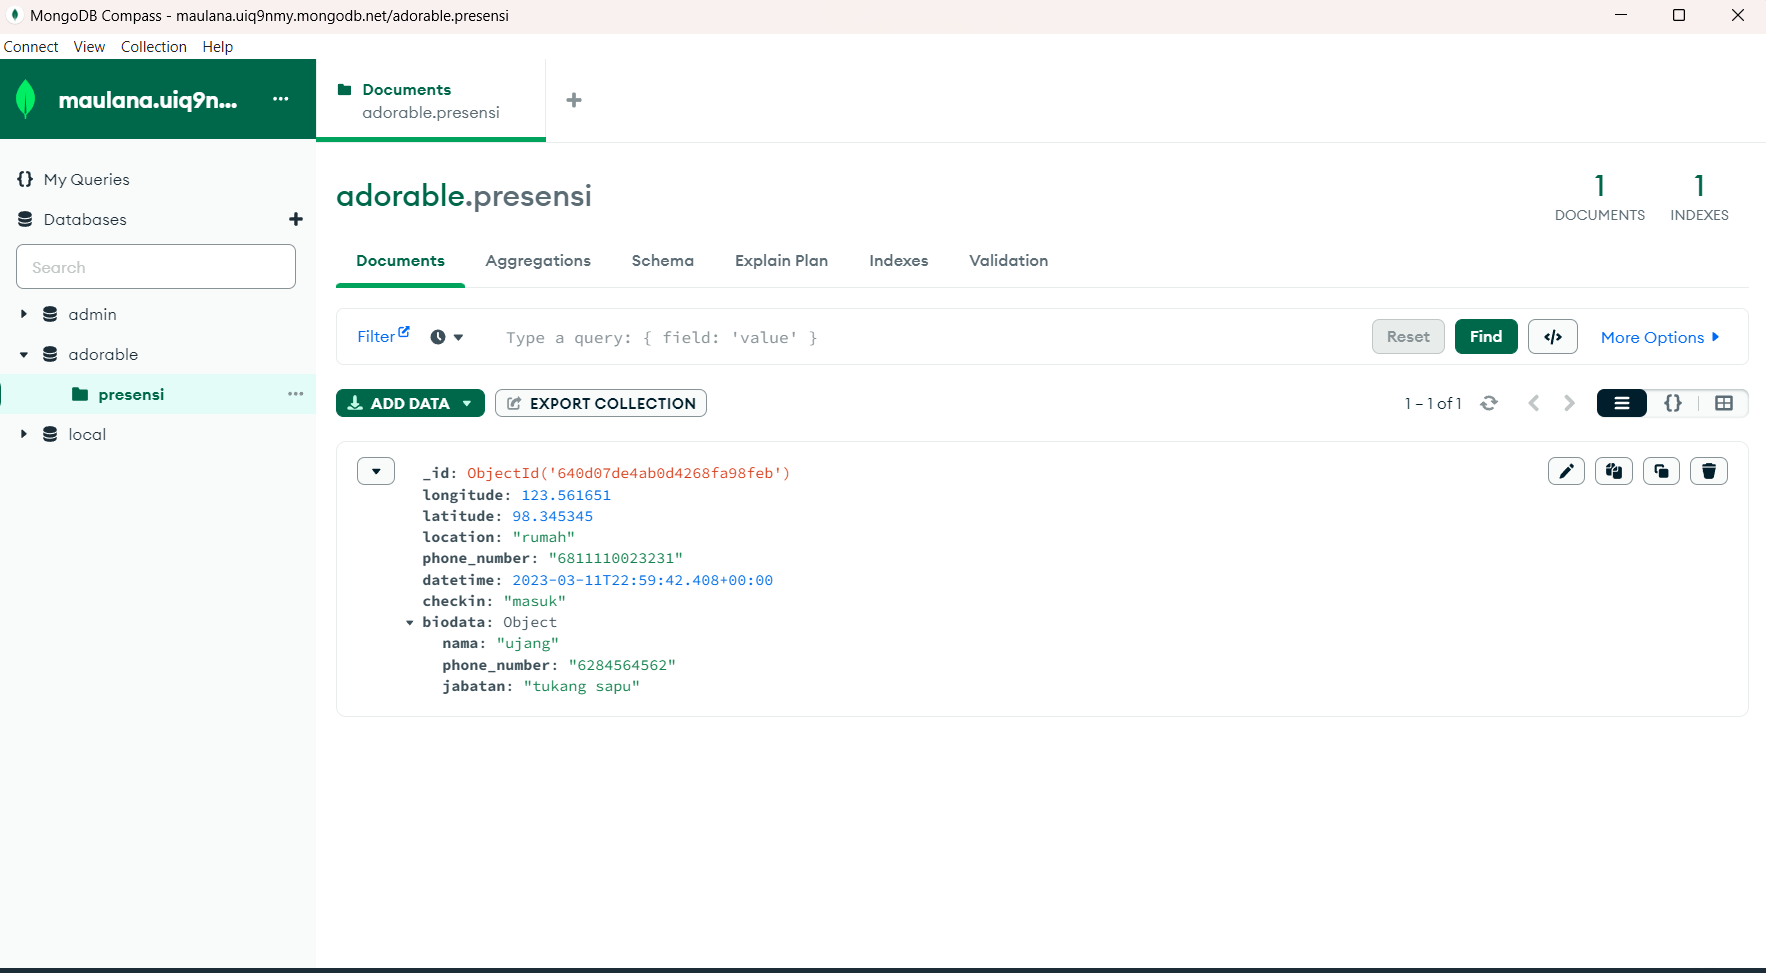 MongoDB Compass - maulana.uiq9nmy.mongodb.net/adorable.presensi
Connect View Collection Help
maulana.uiq9n... ...
Documents
adorable.presensi
My Queries
Databases
Search
admin
adorable
presensi ...
local
adorable.presensi
1
DOCUMENTS
1
INDEXES
Documents Aggregations Schema Explain Plan Indexes Validation
Filter Type a query: { field: 'value' } Reset Find </> More Options
ADD DATA EXPORT COLLECTION 1 – 1 of 1 {}
_id: ObjectId('640d07de4ab0d4268fa98feb')
longitude: 123.561651
latitude: 98.345345
location: "rumah"
phone_number: "6811110023231"
datetime: 2023-03-11T22:59:42.408+00:00
checkin: "masuk"
biodata: Object
nama: "ujang"
phone_number: "6284564562"
jabatan: "tukang sapu"